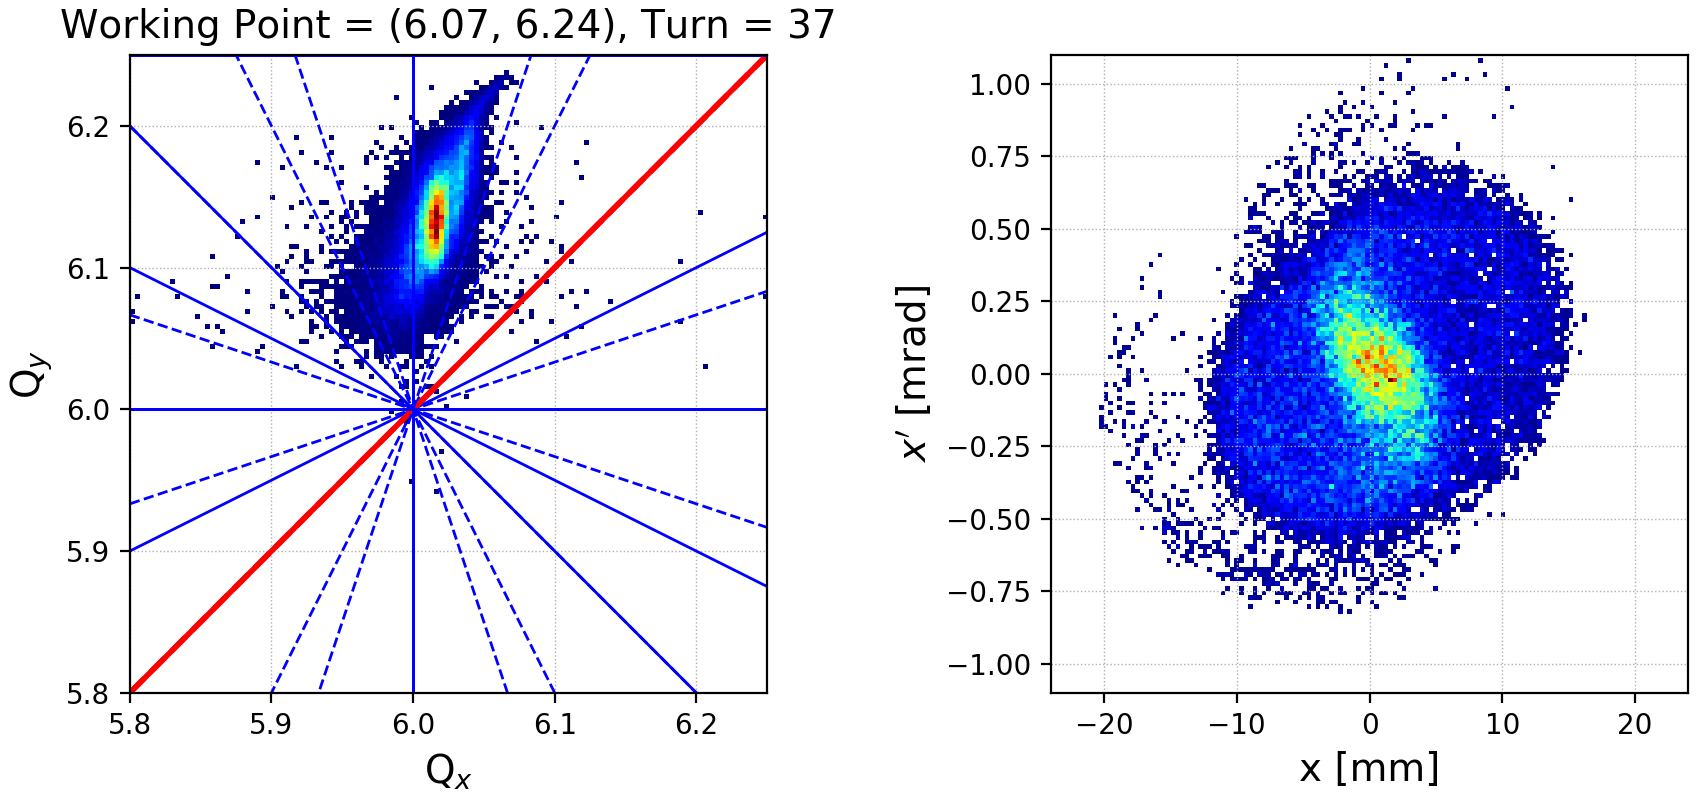 Working Point = (6.07, 6.24), Turn = 37
6.2
6.1
6.0
5.9
5.8
Q_y
5.8 5.9 6.0 6.1 6.2
Q_x
1.00
0.75
0.50
0.25
0.00
−0.25
−0.50
−0.75
−1.00
x′ [mrad]
−20 −10 0 10 20
x [mm]